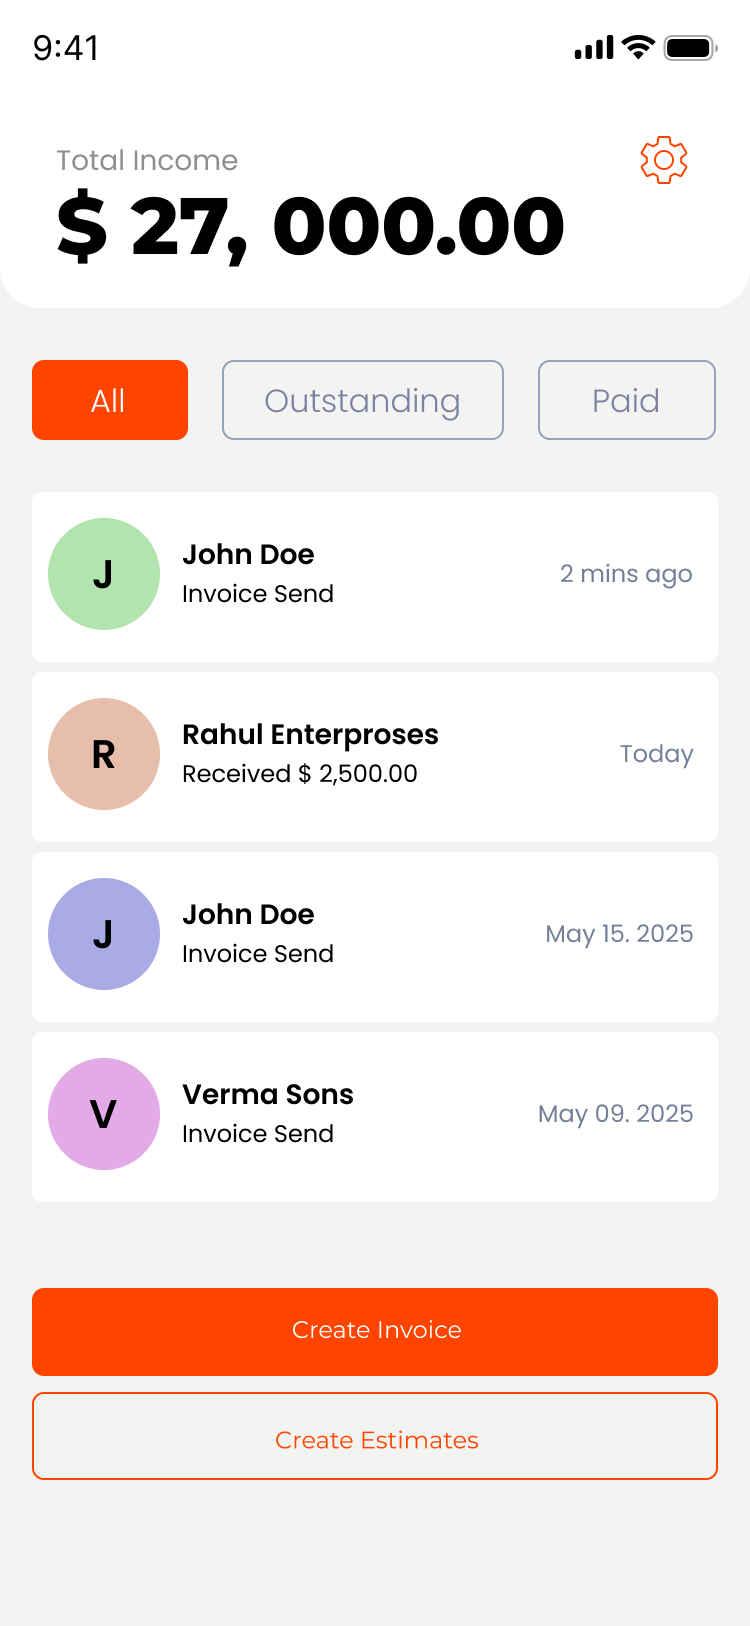 9:41
Total Income
$ 27, 000.00
All
Outstanding
Paid
J
John Doe
Invoice Send
2 mins ago
R
Rahul Enterproses
Received $ 2,500.00
Today
J
John Doe
Invoice Send
May 15. 2025
V
Verma Sons
Invoice Send
May 09. 2025
Create Invoice
Create Estimates